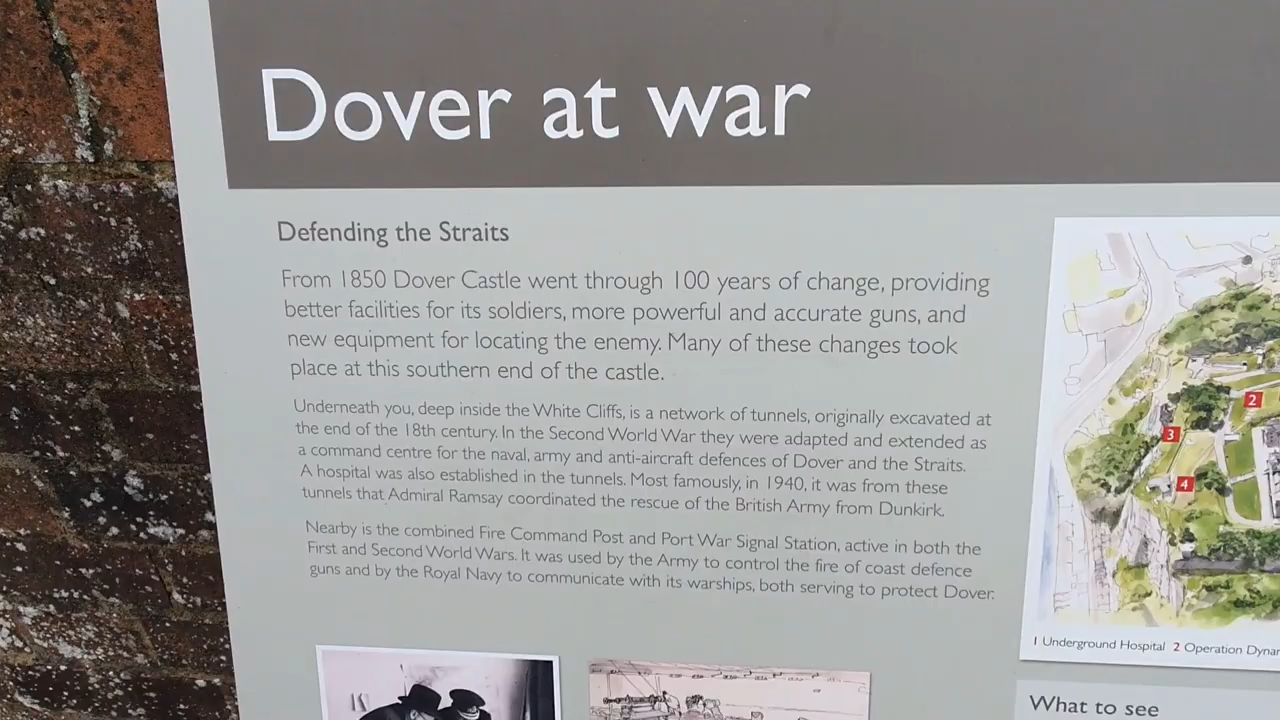 Dover at war
Defending the Straits
From 1850 Dover Castle went through 100 years of change, providing
better facilities for its soldiers, more powerful and accurate guns, and
new equipment for locating the enemy. Many of these changes took
place at this southern end of the castle.
Underneath you, deep inside the White Cliffs, is a network of tunnels, originally excavated at
the end of the 18th century. In the Second World War they were adapted and extended as
a command centre for the naval, army and anti-aircraft defences of Dover and the Straits.
A hospital was also established in the tunnels. Most famously, in 1940, it was from these
tunnels that Admiral Ramsay coordinated the rescue of the British Army from Dunkirk.
Nearby is the combined Fire Command Post and Port War Signal Station, active in both the
First and Second World Wars. It was used by the Army to control the fire of coast defence
guns and by the Royal Navy to communicate with its warships, both serving to protect Dover.
2
3
4
1 Underground Hospital 2 Operation Dynam
What to see